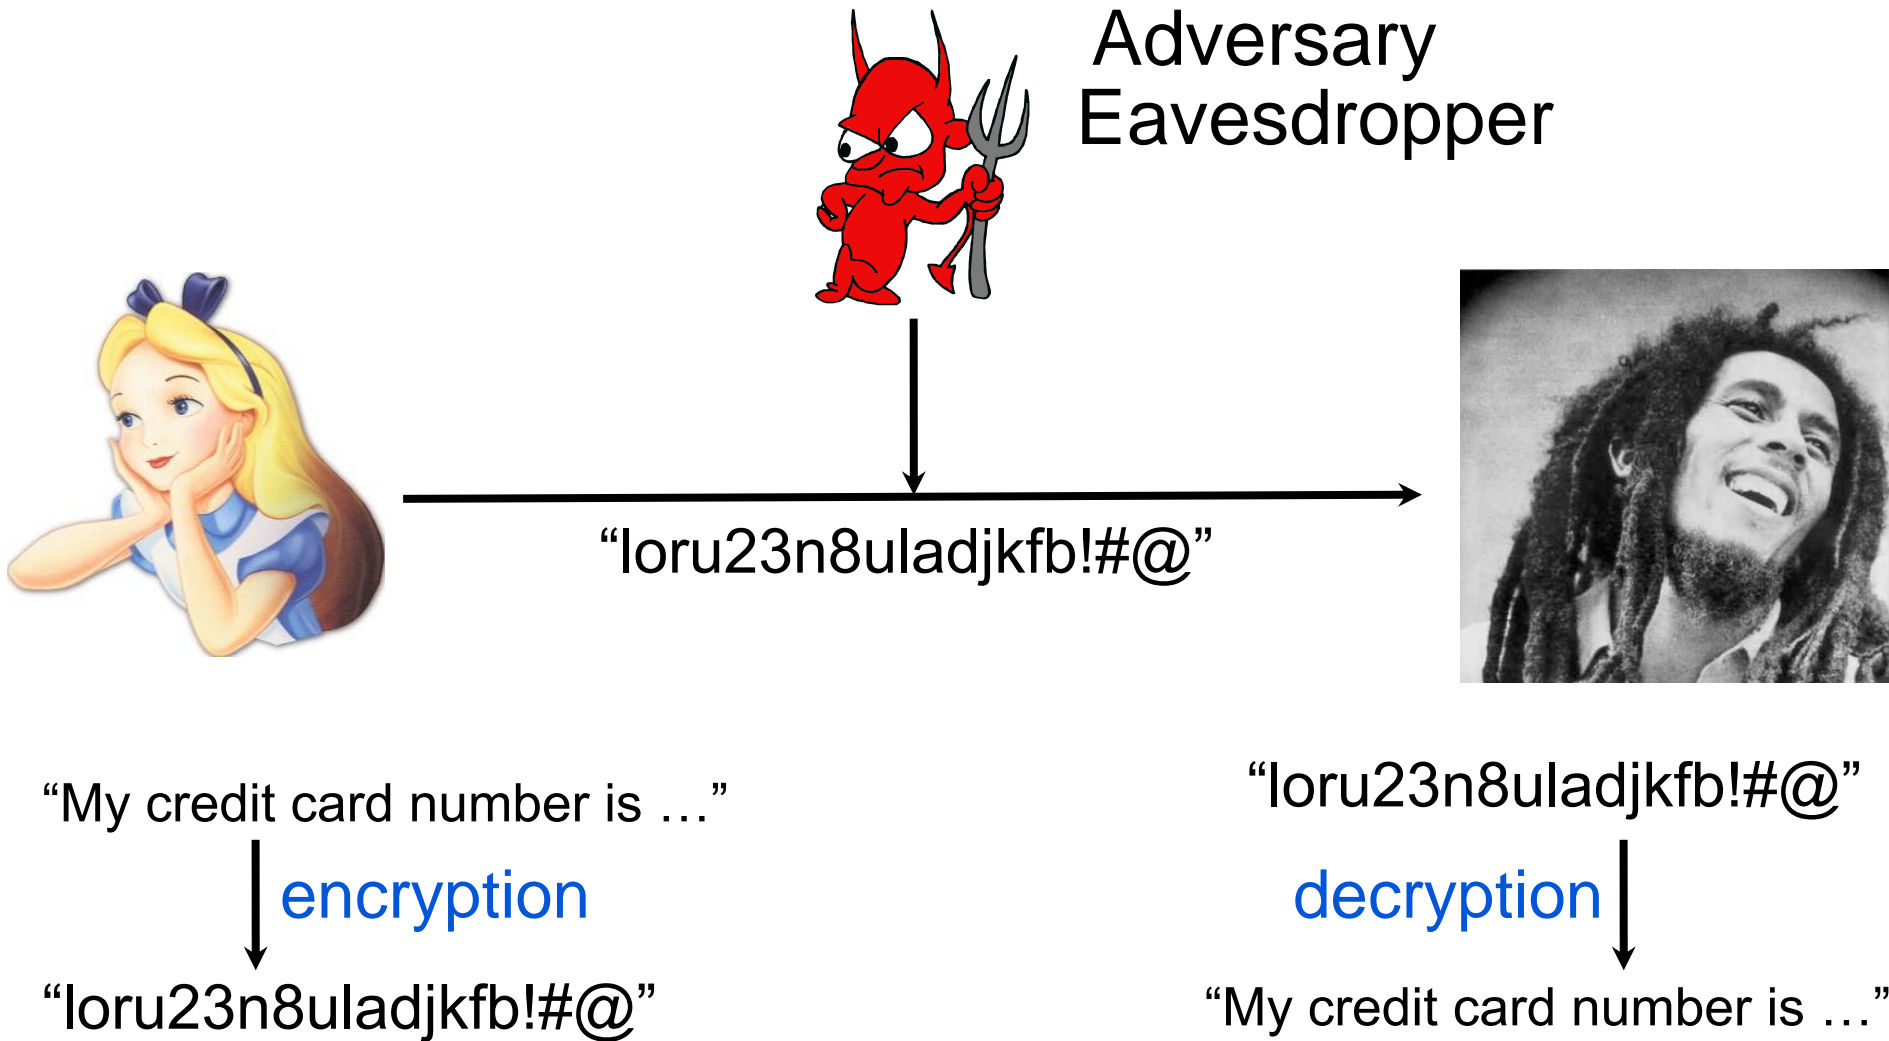 Adversary
Eavesdropper
“loru23n8uladjkfb!#@”
“My credit card number is …”
encryption
“loru23n8uladjkfb!#@”
“loru23n8uladjkfb!#@”
decryption
“My credit card number is …”